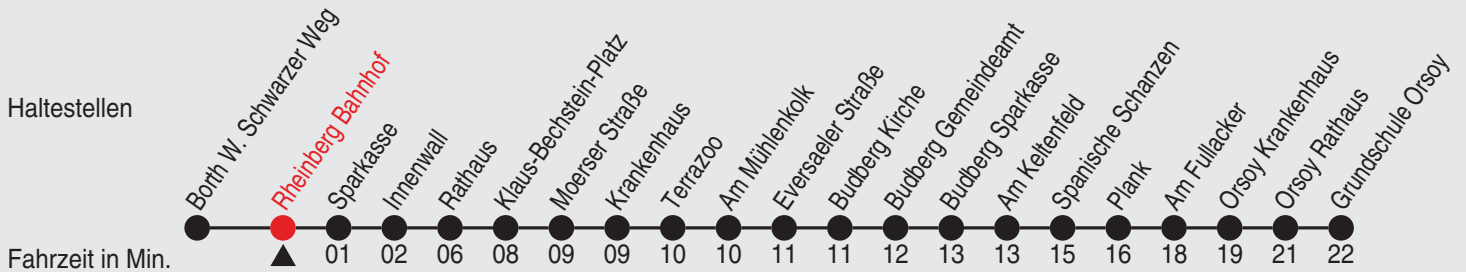 Haltestellen
Borth W. Schwarzer Weg
Rheinberg Bahnhof
Sparkasse
Innenwall
Rathaus
Klaus-Bechstein-Platz
Moerser Straße
Krankenhaus
Terrazoo
Am Mühlenkolk
Eversaeler Straße
Budberg Kirche
Budberg Gemeindeamt
Budberg Sparkasse
Am Keltenfeld
Spanische Schanzen
Plank
Am Fullacker
Orsoy Krankenhaus
Orsoy Rathaus
Grundschule Orsoy
Fahrzeit in Min. 01 02 06 08 09 09 10 10 11 11 12 13 13 15 16 18 19 21 22